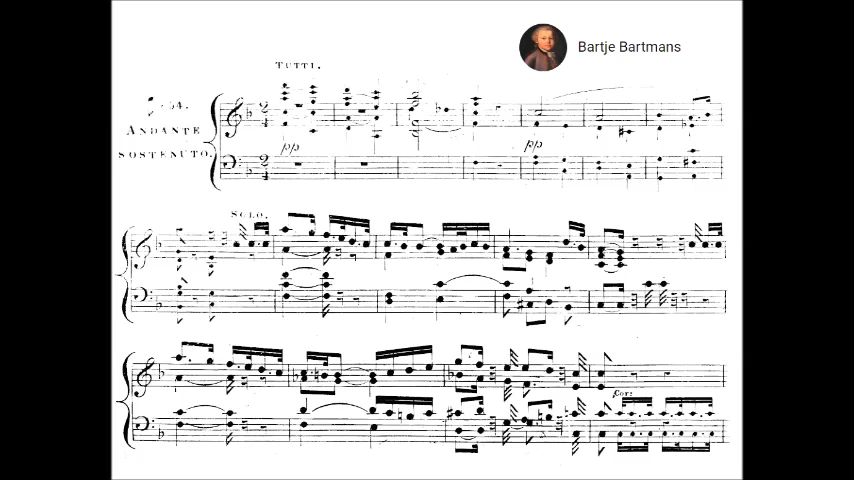 Bartje Bartmans
TUTTI.
ANDANTE
SOSTENUTO.
pp
pp
SOLO.
Cor: